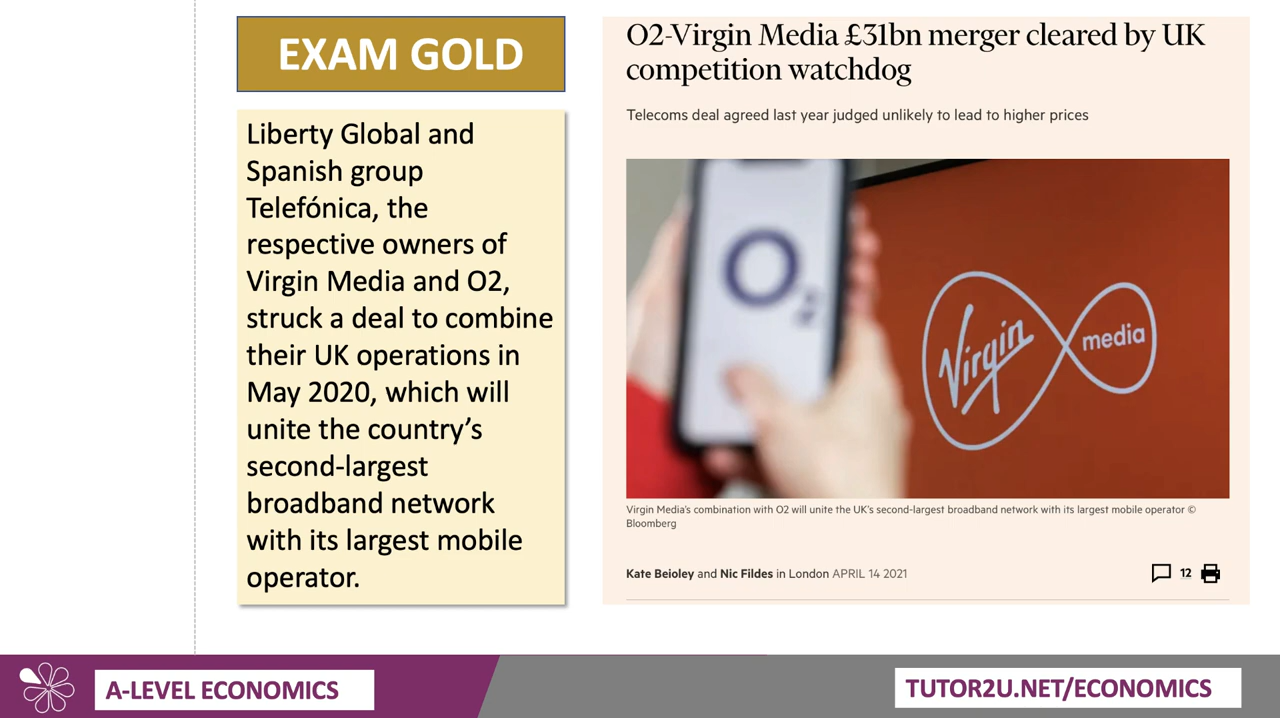 EXAM GOLD
Liberty Global and
Spanish group
Telefónica, the
respective owners of
Virgin Media and O2,
struck a deal to combine
their UK operations in
May 2020, which will
unite the country’s
second-largest
broadband network
with its largest mobile
operator.
O2-Virgin Media £31bn merger cleared by UK
competition watchdog
Telecoms deal agreed last year judged unlikely to lead to higher prices
O2
Virgin media
Virgin Media’s combination with O2 will unite the UK’s second-largest broadband network with its largest mobile operator ©
Bloomberg
Kate Beioley and Nic Fildes in London APRIL 14 2021
12
A-LEVEL ECONOMICS
TUTOR2U.NET/ECONOMICS